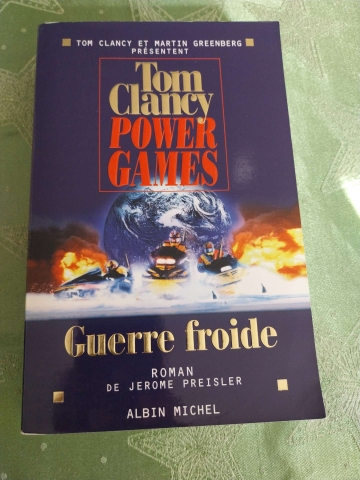 TOM CLANCY ET MARTIN GREENBERG
PRÉSENTENT
Tom
Clancy
POWER
GAMES
Guerre froide
ROMAN
DE JEROME PREISLER
ALBIN MICHEL